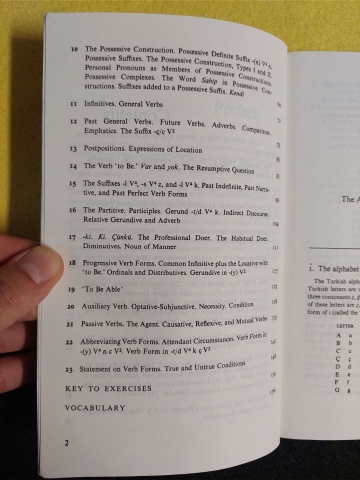 10 The Possessive Construction. Possessive Definite Suffix -(s) V⁴ n.
Possessive Suffixes. The Possessive Construction, Types I and II.
Personal Pronouns as Members of Possessive Constructions.
Possessive Complexes. The Word Sahip in Possessive Con-
structions. Suffixes added to a Possessive Suffix. Kendi
11 Infinitives. General Verbs
12 Past General Verbs. Future Verbs. Adverbs. Comparison.
Emphatics. The Suffix -ç/c V²
13 Postpositions. Expressions of Location
14 The Verb 'to Be.' Var and yok. The Resumptive Question
15 The Suffixes -l V⁴, -s V⁴ z, and -l V⁴ k. Past Indefinite, Past Narra-
tive, and Past Perfect Verb Forms
16 The Partitive. Participles. Gerund -t/d V⁴ k. Indirect Discourse.
Relative Gerund and Adverb
17 -ki. Ki. Çünkü. The Professional Doer. The Habitual Doer.
Diminutives. Noun of Manner
18 Progressive Verb Forms. Common Infinitive plus the Locative with
'to Be.' Ordinals and Distributives. Gerundive in -(y) V² 127
19 'To Be Able'
20 Auxiliary Verb. Optative-Subjunctive. Necessity. Condition
21 Passive Verbs. The Agent. Causative, Reflexive, and Mutual Verbs
22 Abbreviating Verb Forms. Attendant Circumstances. Verb Form in
-(y) V⁴ n c V². Verb Form in -t/d V⁴ k ç V²
23 Statement on Verb Forms. True and Untrue Conditions
KEY TO EXERCISES
VOCABULARY
2
The A
1. The alphabet
The Turkish alph
Turkish letters are
three consonants
of these letters are
form of i (called the
LETTER
A a
B b
C c
Ç ç
D d
E e
F f
G g